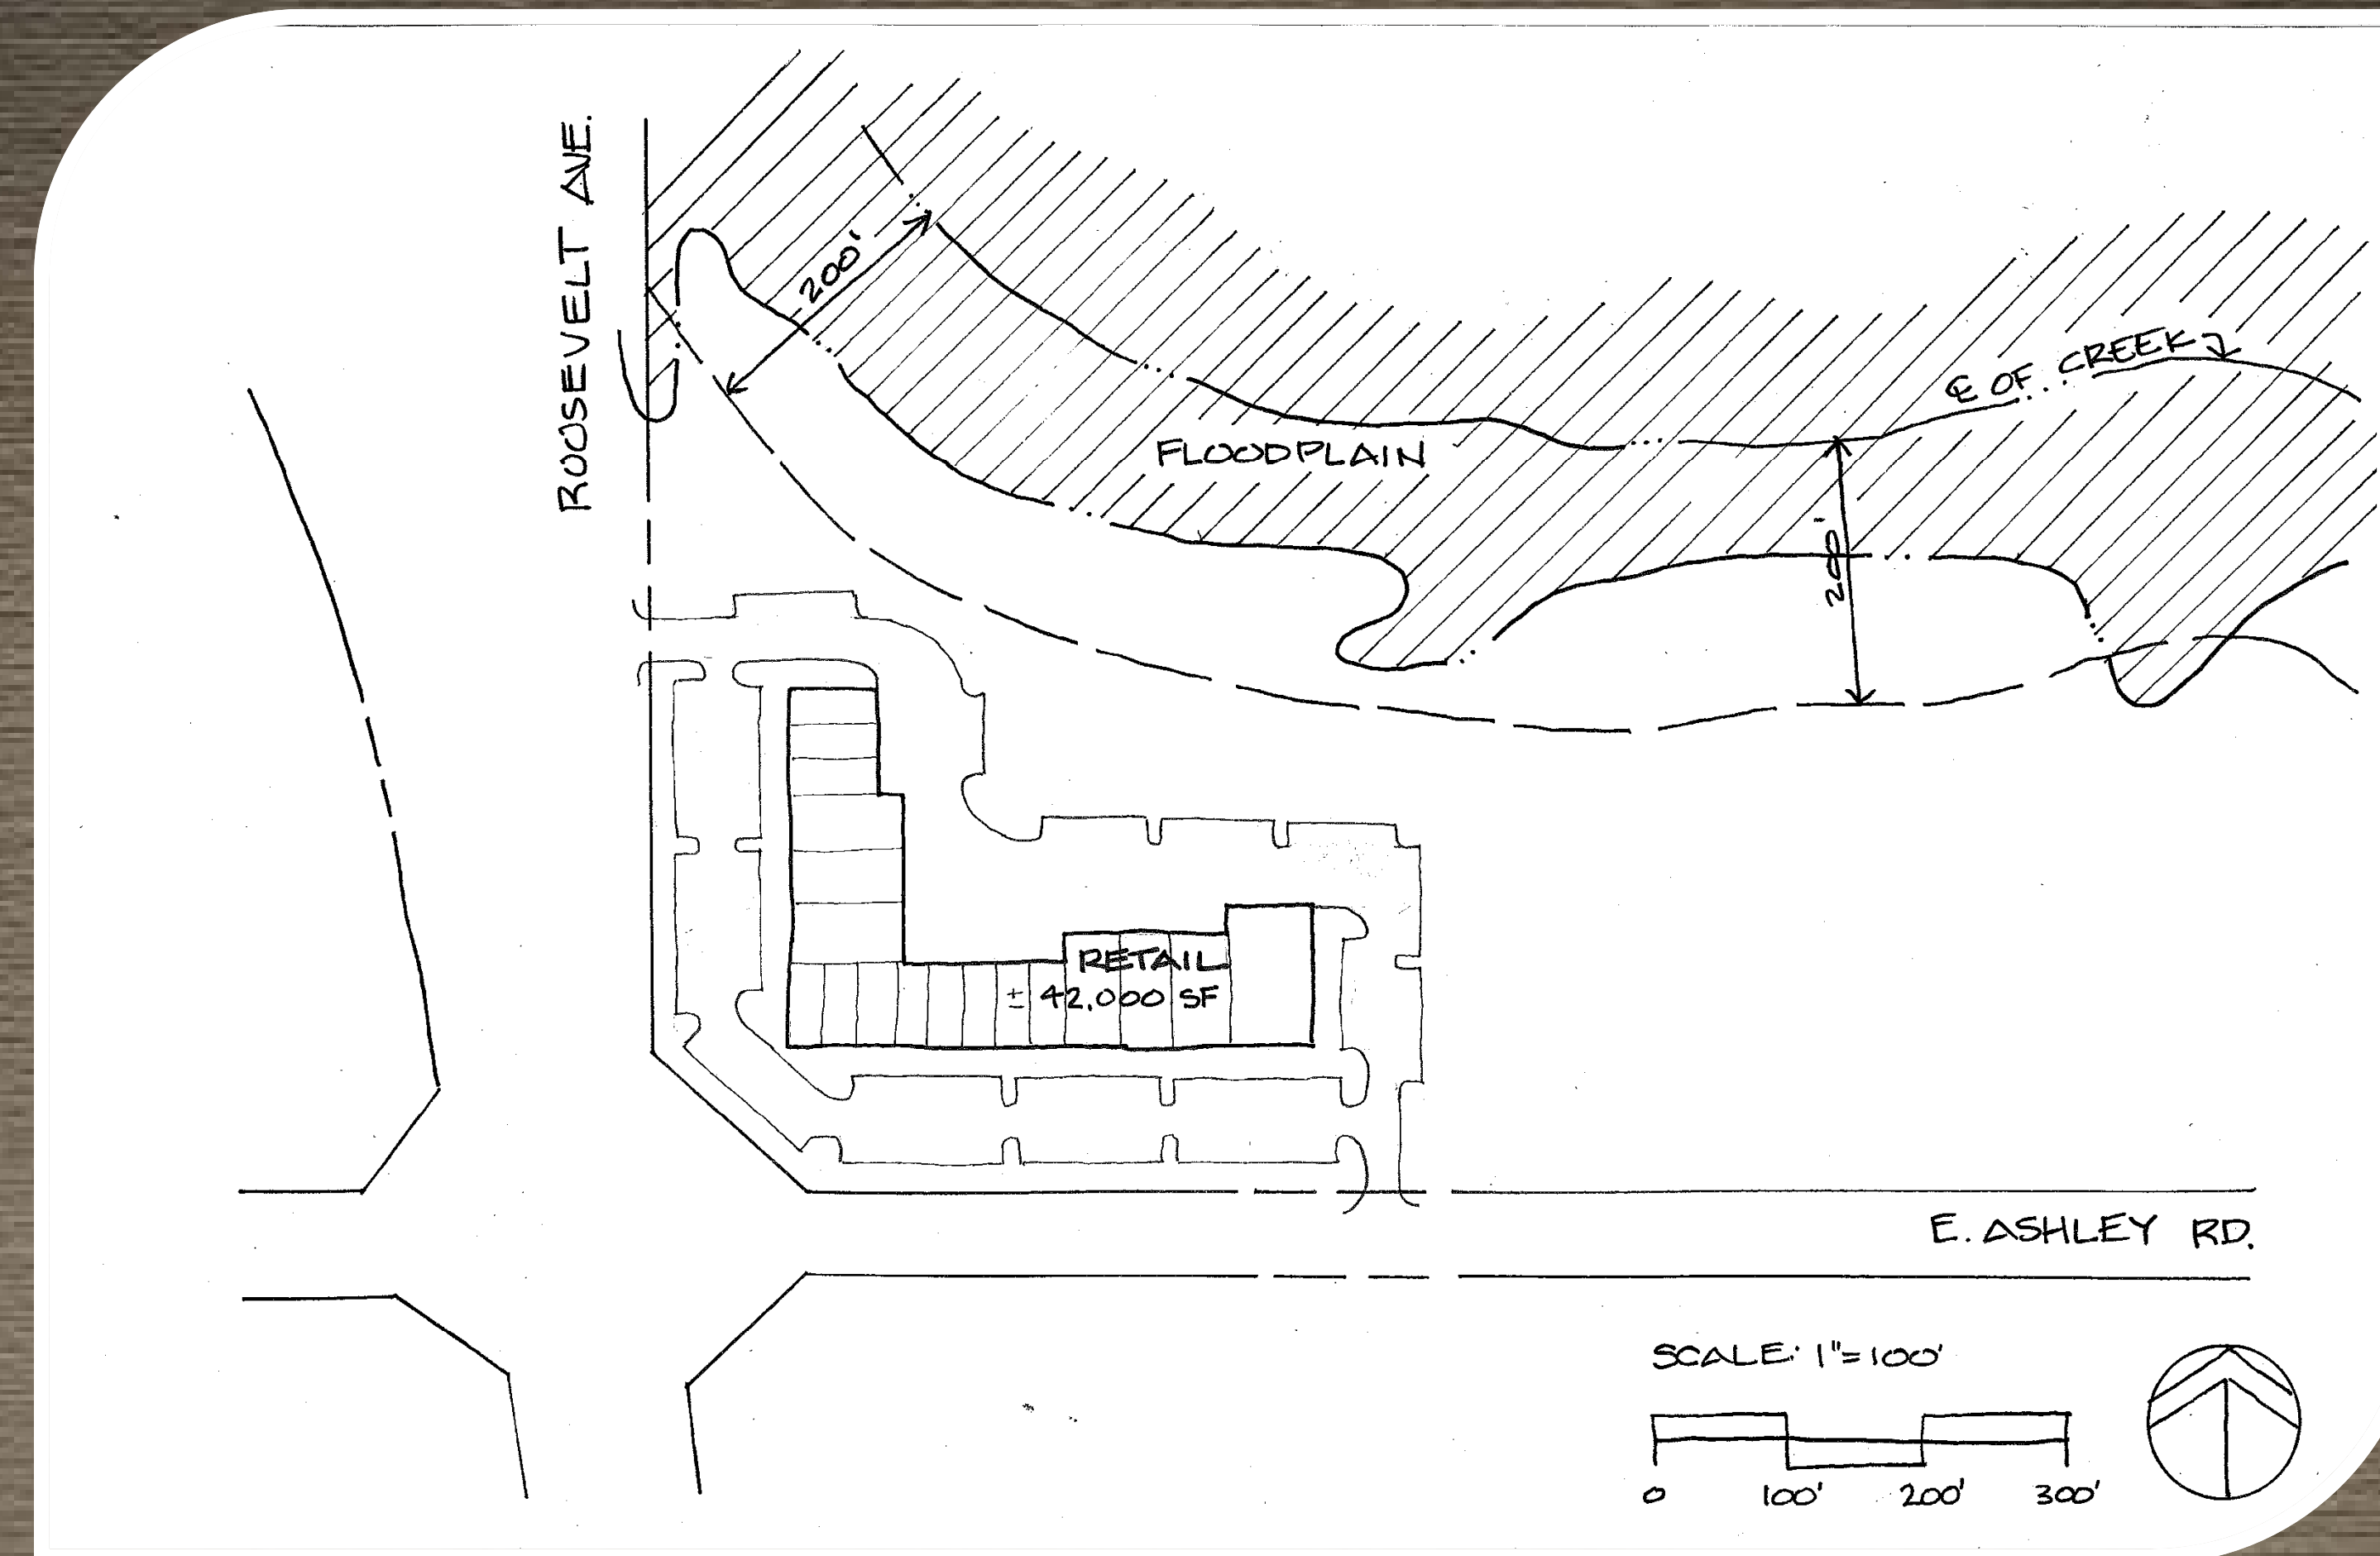 ROOSEVELT AVE.
200'
℄ OF CREEK
FLOODPLAIN
200'
RETAIL
± 42,000 SF
E. ASHLEY RD.
SCALE: 1"=100'
0 100' 200' 300'